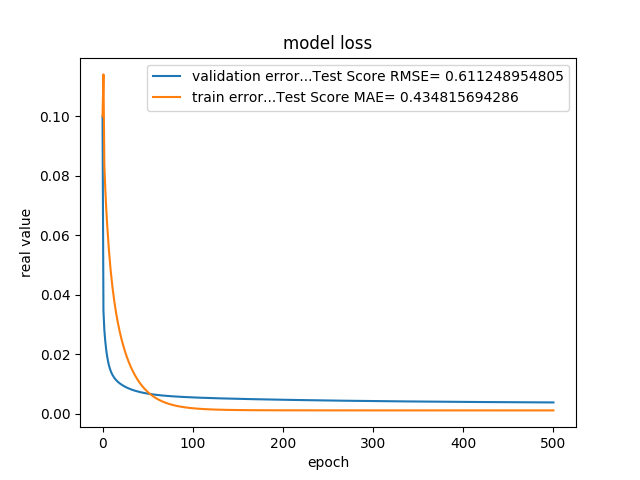 model loss
validation error...Test Score RMSE= 0.611248954805
train error...Test Score MAE= 0.434815694286
real value
0.10
0.08
0.06
0.04
0.02
0.00
0 100 200 300 400 500
epoch